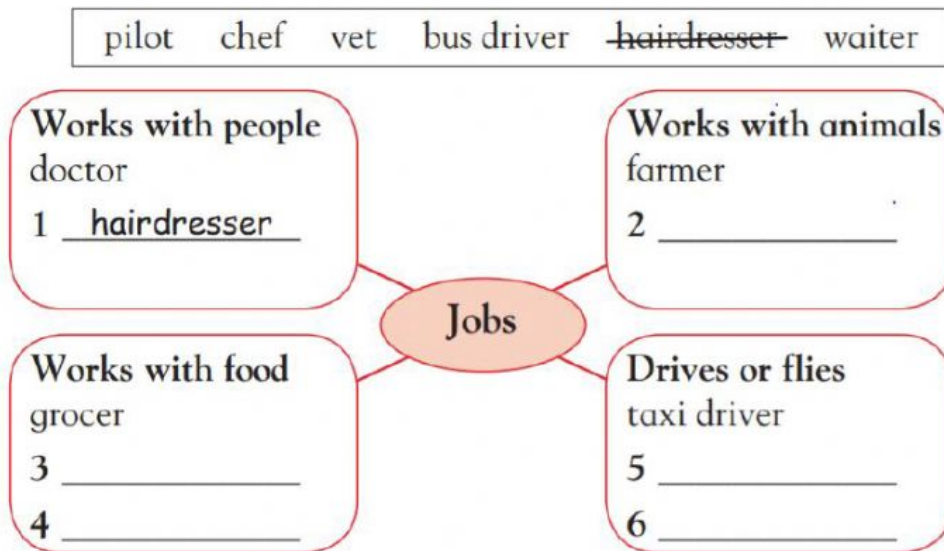 pilot chef vet bus driver hairdresser waiter
Works with people
doctor
1 hairdresser
Works with animals
farmer
2
Jobs
Works with food
grocer
3
4
Drives or flies
taxi driver
5
6